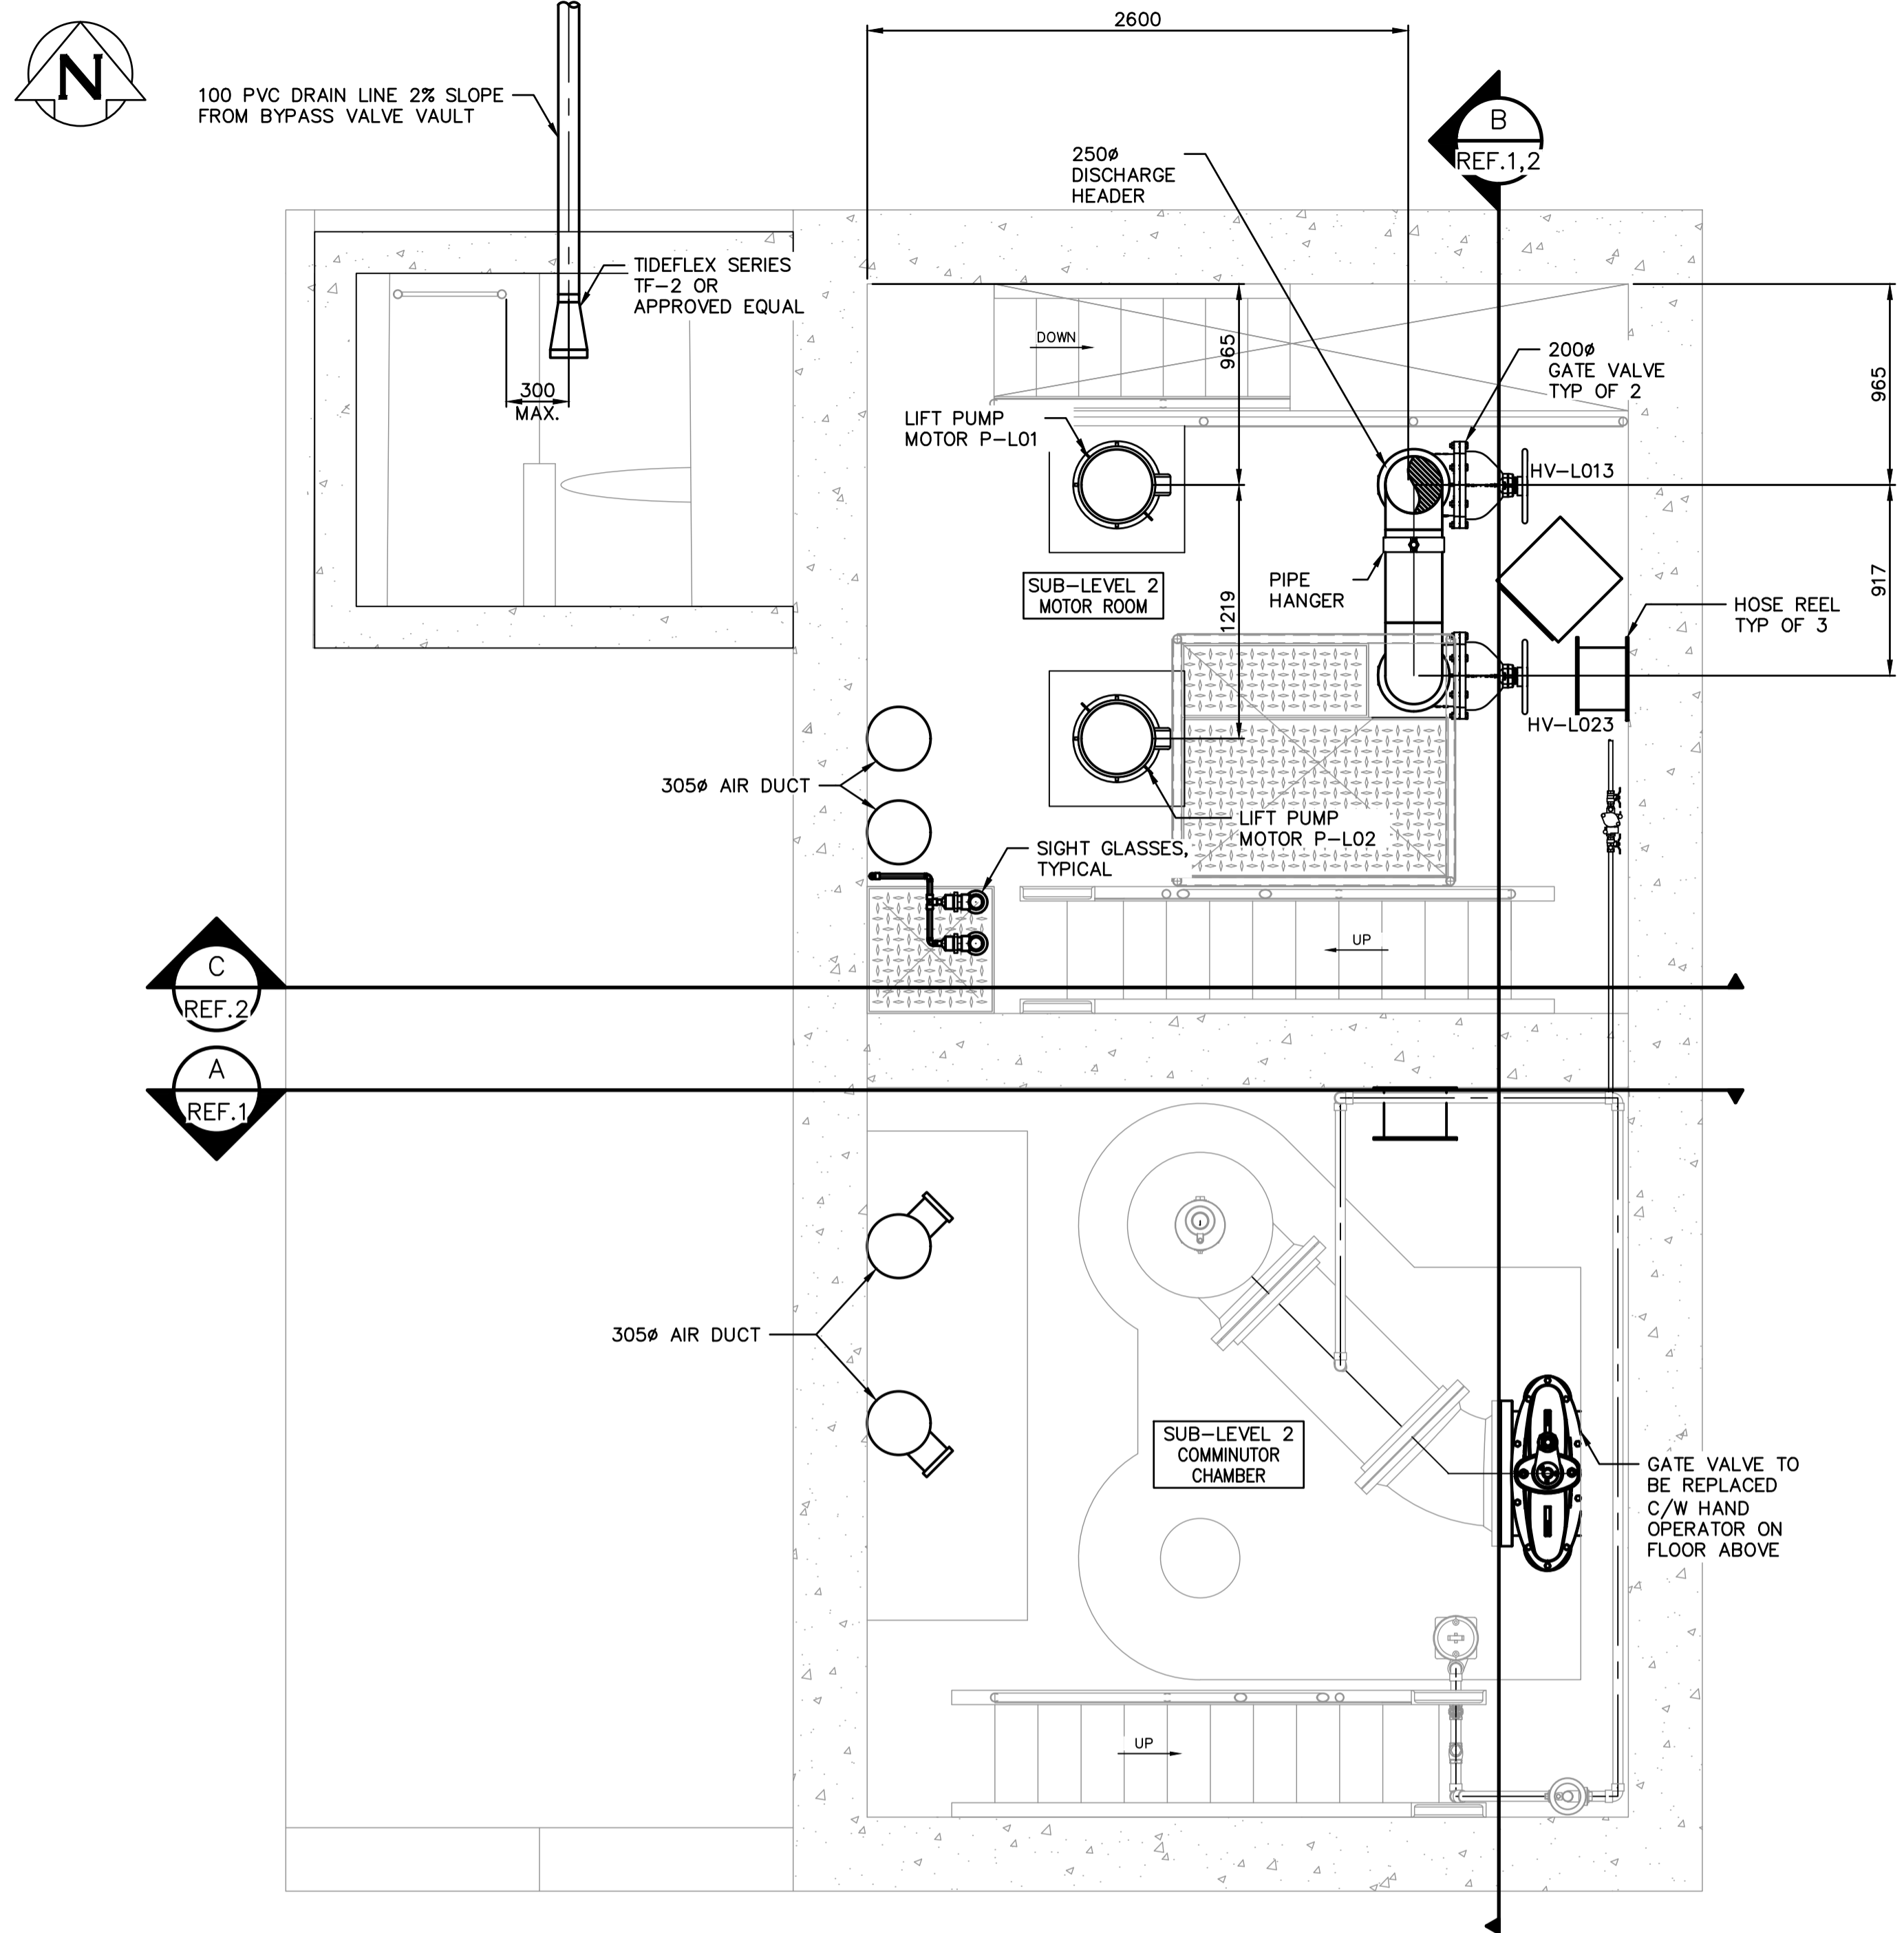 N
100 PVC DRAIN LINE 2% SLOPE
FROM BYPASS VALVE VAULT
2600
B
REF.1,2
250ø
DISCHARGE
HEADER
TIDEFLEX SERIES
TF-2 OR
APPROVED EQUAL
300
MAX.
DOWN
965
200ø
GATE VALVE
TYP OF 2
965
LIFT PUMP
MOTOR P-L01
HV-L013
SUB-LEVEL 2
MOTOR ROOM
1219
PIPE
HANGER
917
HOSE REEL
TYP OF 3
HV-L023
305ø AIR DUCT
LIFT PUMP
MOTOR P-L02
SIGHT GLASSES,
TYPICAL
UP
C
REF.2
A
REF.1
305ø AIR DUCT
SUB-LEVEL 2
COMMINUTOR
CHAMBER
GATE VALVE TO
BE REPLACED
C/W HAND
OPERATOR ON
FLOOR ABOVE
UP